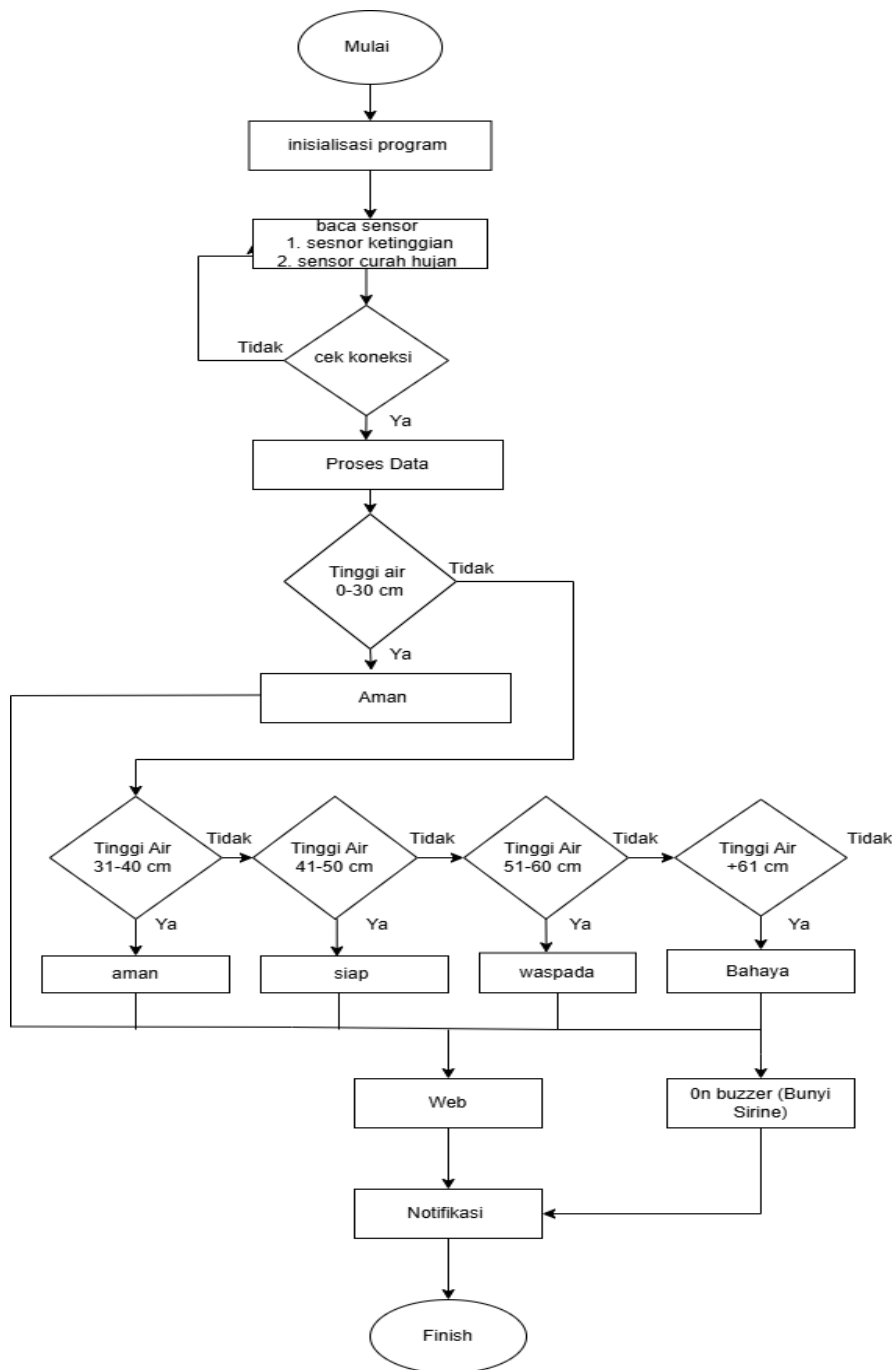 Mulai
inisialisasi program
baca sensor
1. sesnor ketinggian
2. sensor curah hujan
Tidak
cek koneksi
Ya
Proses Data
Tinggi air
0-30 cm
Tidak
Ya
Aman
Tinggi Air
31-40 cm
Tidak
Tinggi Air
41-50 cm
Tidak
Tinggi Air
51-60 cm
Tidak
Tinggi Air
+61 cm
Tidak
Ya
Ya
Ya
Ya
aman
siap
waspada
Bahaya
Web
0n buzzer (Bunyi
Sirine)
Notifikasi
Finish